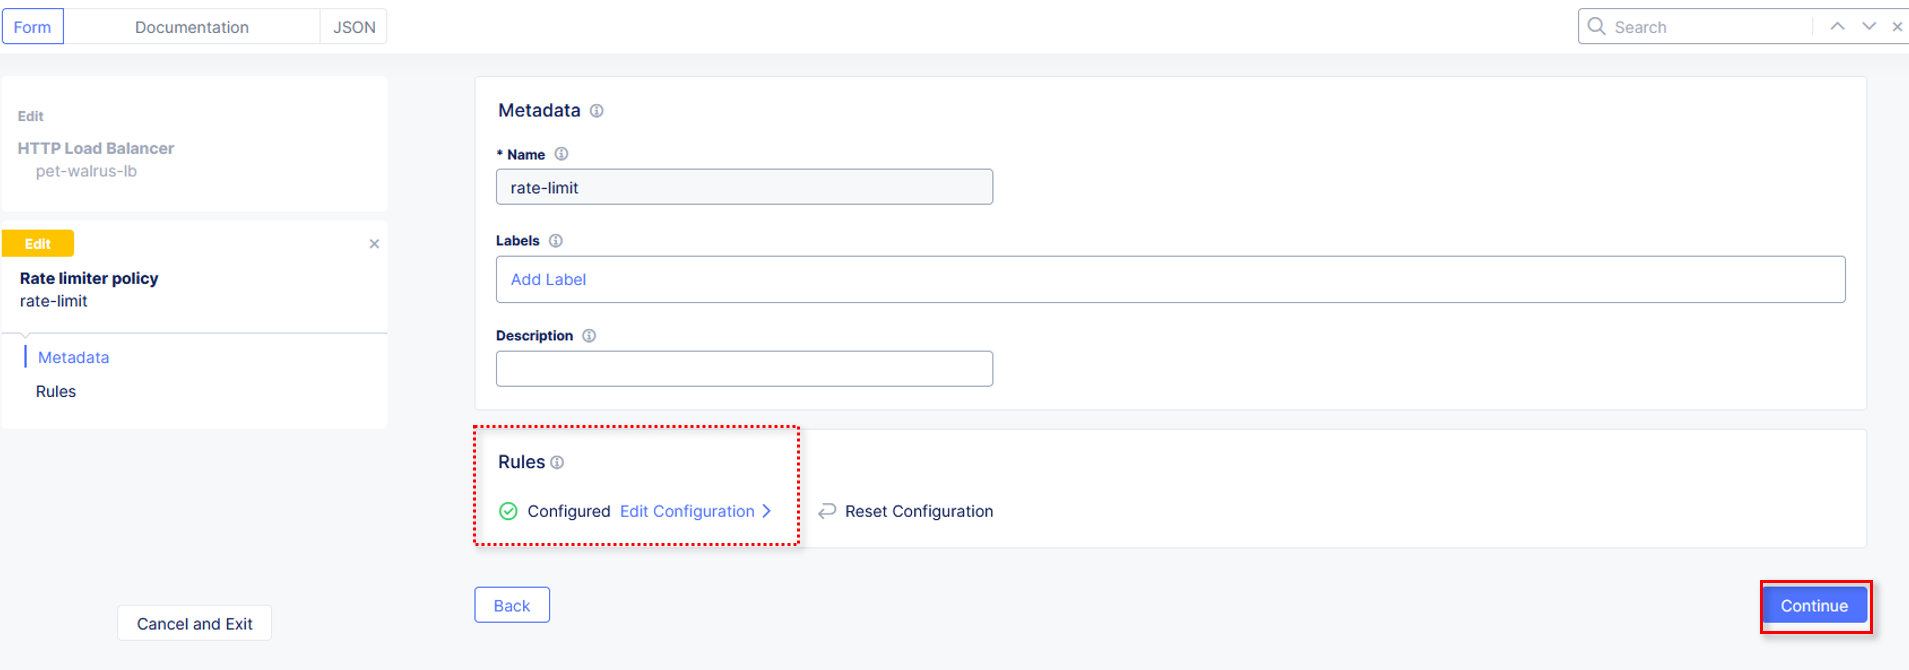 Form Documentation JSON Search
Edit
HTTP Load Balancer
pet-walrus-lb
Edit
Rate limiter policy
rate-limit
Metadata
Rules
Cancel and Exit
Metadata
* Name
rate-limit
Labels
Add Label
Description
Rules
Configured Edit Configuration Reset Configuration
Back
Continue